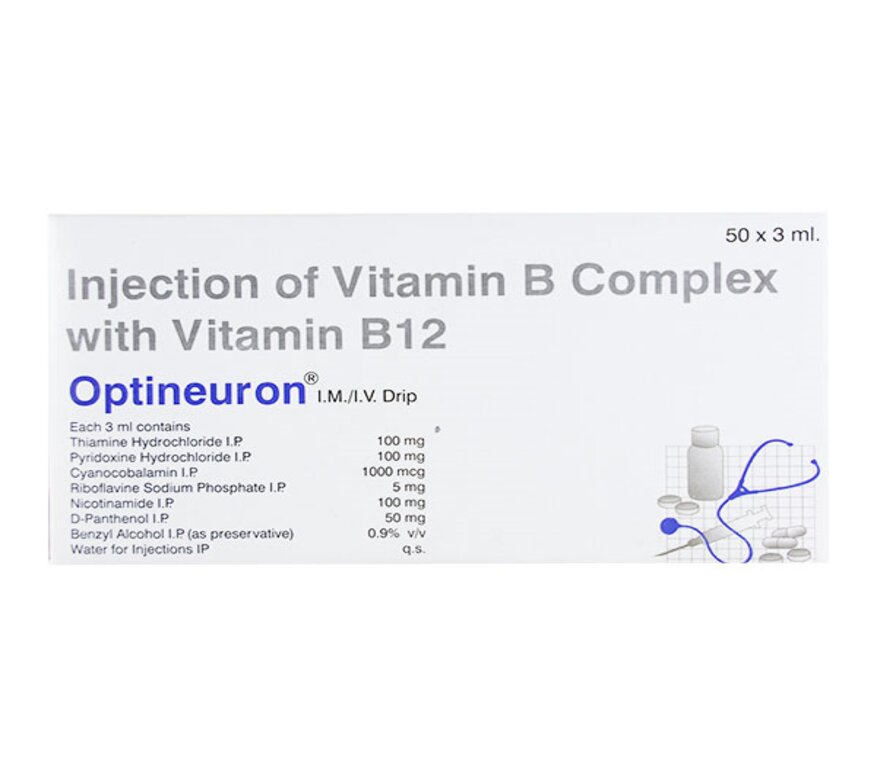 50 x 3 ml.
Injection of Vitamin B Complex
with Vitamin B12
Optineuron® I.M./I.V. Drip
Each 3 ml contains
Thiamine Hydrochloride I.P. 100 mg
Pyridoxine Hydrochloride I.P. 100 mg
Cyanocobalamin I.P. 1000 mcg
Riboflavine Sodium Phosphate I.P. 5 mg
Nicotinamide I.P. 100 mg
D-Panthenol I.P. 50 mg
Benzyl Alcohol I.P. (as preservative) 0.9% v/v
Water for Injections IP q.s.